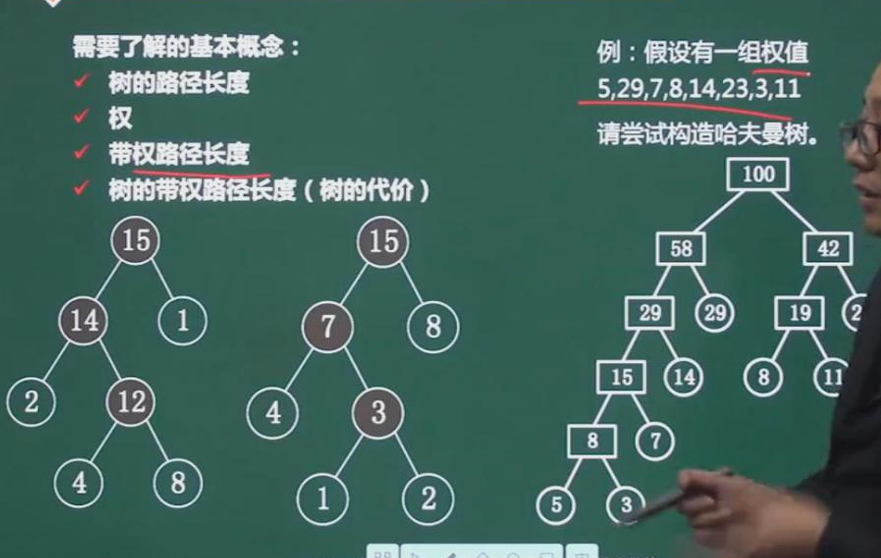 需要了解的基本概念：
树的路径长度
权
带权路径长度
树的带权路径长度（树的代价）
例：假设有一组权值
5,29,7,8,14,23,3,11
请尝试构造哈夫曼树。
15
14 1
2 12
4 8
15
7 8
4 3
1 2
100
58 42
29 29 19
15 14 8 11
8 7
5 3